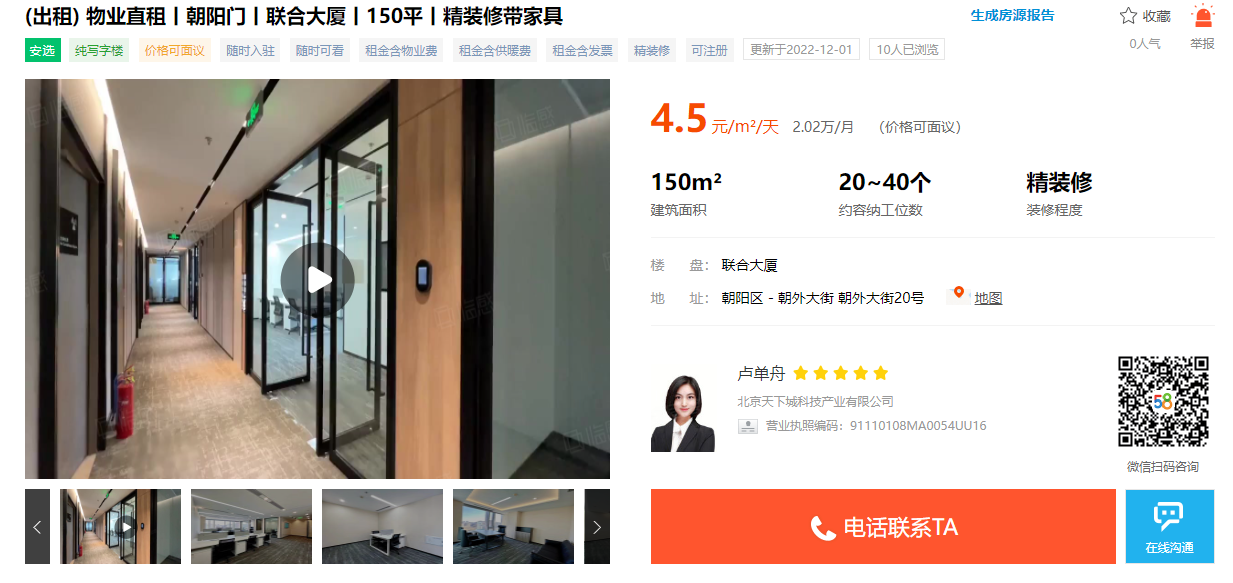 (出租) 物业直租丨朝阳门丨联合大厦丨150平丨精装修带家具
生成房源报告
收藏
0人气
举报
安选 纯写字楼 价格可面议 随时入驻 随时可看 租金含物业费 租金含供暖费 租金含发票 精装修 可注册 更新于2022-12-01 10人已浏览
4.5 元/m²/天 2.02万/月 （价格可面议）
150m² 20~40个 精装修
建筑面积 约容纳工位数 装修程度
楼 盘： 联合大厦
地 址： 朝阳区 - 朝外大街 朝外大街20号 地图
卢单舟
北京天下城科技产业有限公司
营业执照编码：91110108MA0054UU16
58
微信扫码咨询
电话联系TA
在线沟通